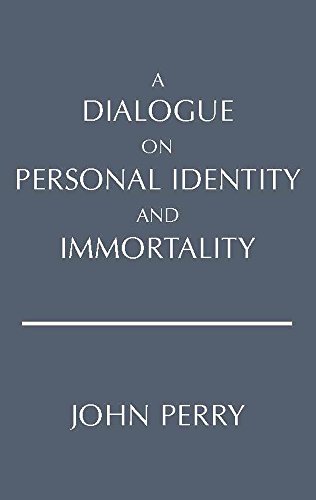 A
DIALOGUE
ON
PERSONAL IDENTITY
AND
IMMORTALITY
JOHN PERRY